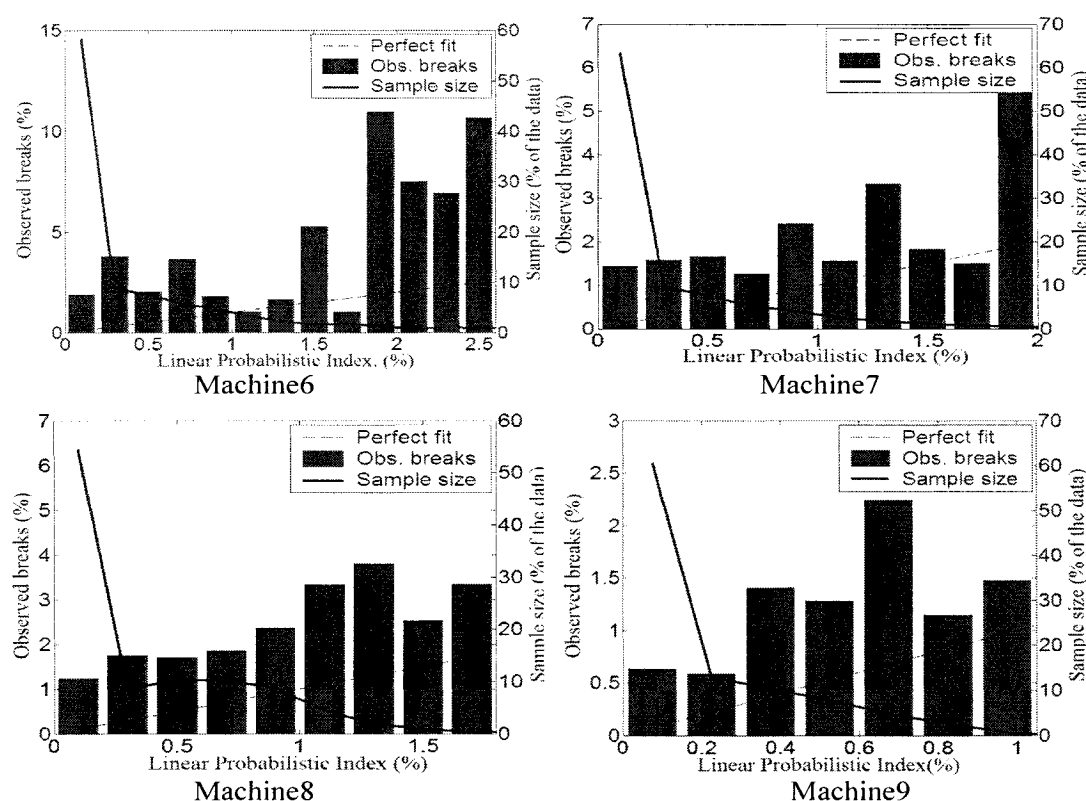 15
10
5
0
Observed breaks (%)
Perfect fit
Obs. breaks
Sample size
60
50
40
30
20
10
0
Sample size (% of the data)
0 0.5 1 1.5 2 2.5
Linear Probabilistic Index. (%)
Machine6
7
6
5
4
3
2
1
0
Observed breaks (%)
Perfect fit
Obs. breaks
Sample size
70
60
50
40
30
20
10
0
Sample size (% of the data)
0 0.5 1 1.5 2
Linear Probabilistic Index (%)
Machine7
7
6
5
4
3
2
1
0
Observed breaks (%)
Perfect fit
Obs. breaks
Sample size
60
50
40
30
20
10
0
Sample size (% of the data)
0 0.5 1 1.5
Linear Probabilistic Index (%)
Machine8
3
2.5
2
1.5
1
0.5
0
Observed breaks (%)
Perfect fit
Obs. breaks
Sample size
70
60
50
40
30
20
10
0
Sample size (% of the data)
0 0.2 0.4 0.6 0.8 1
Linear Probabilistic Index(%)
Machine9